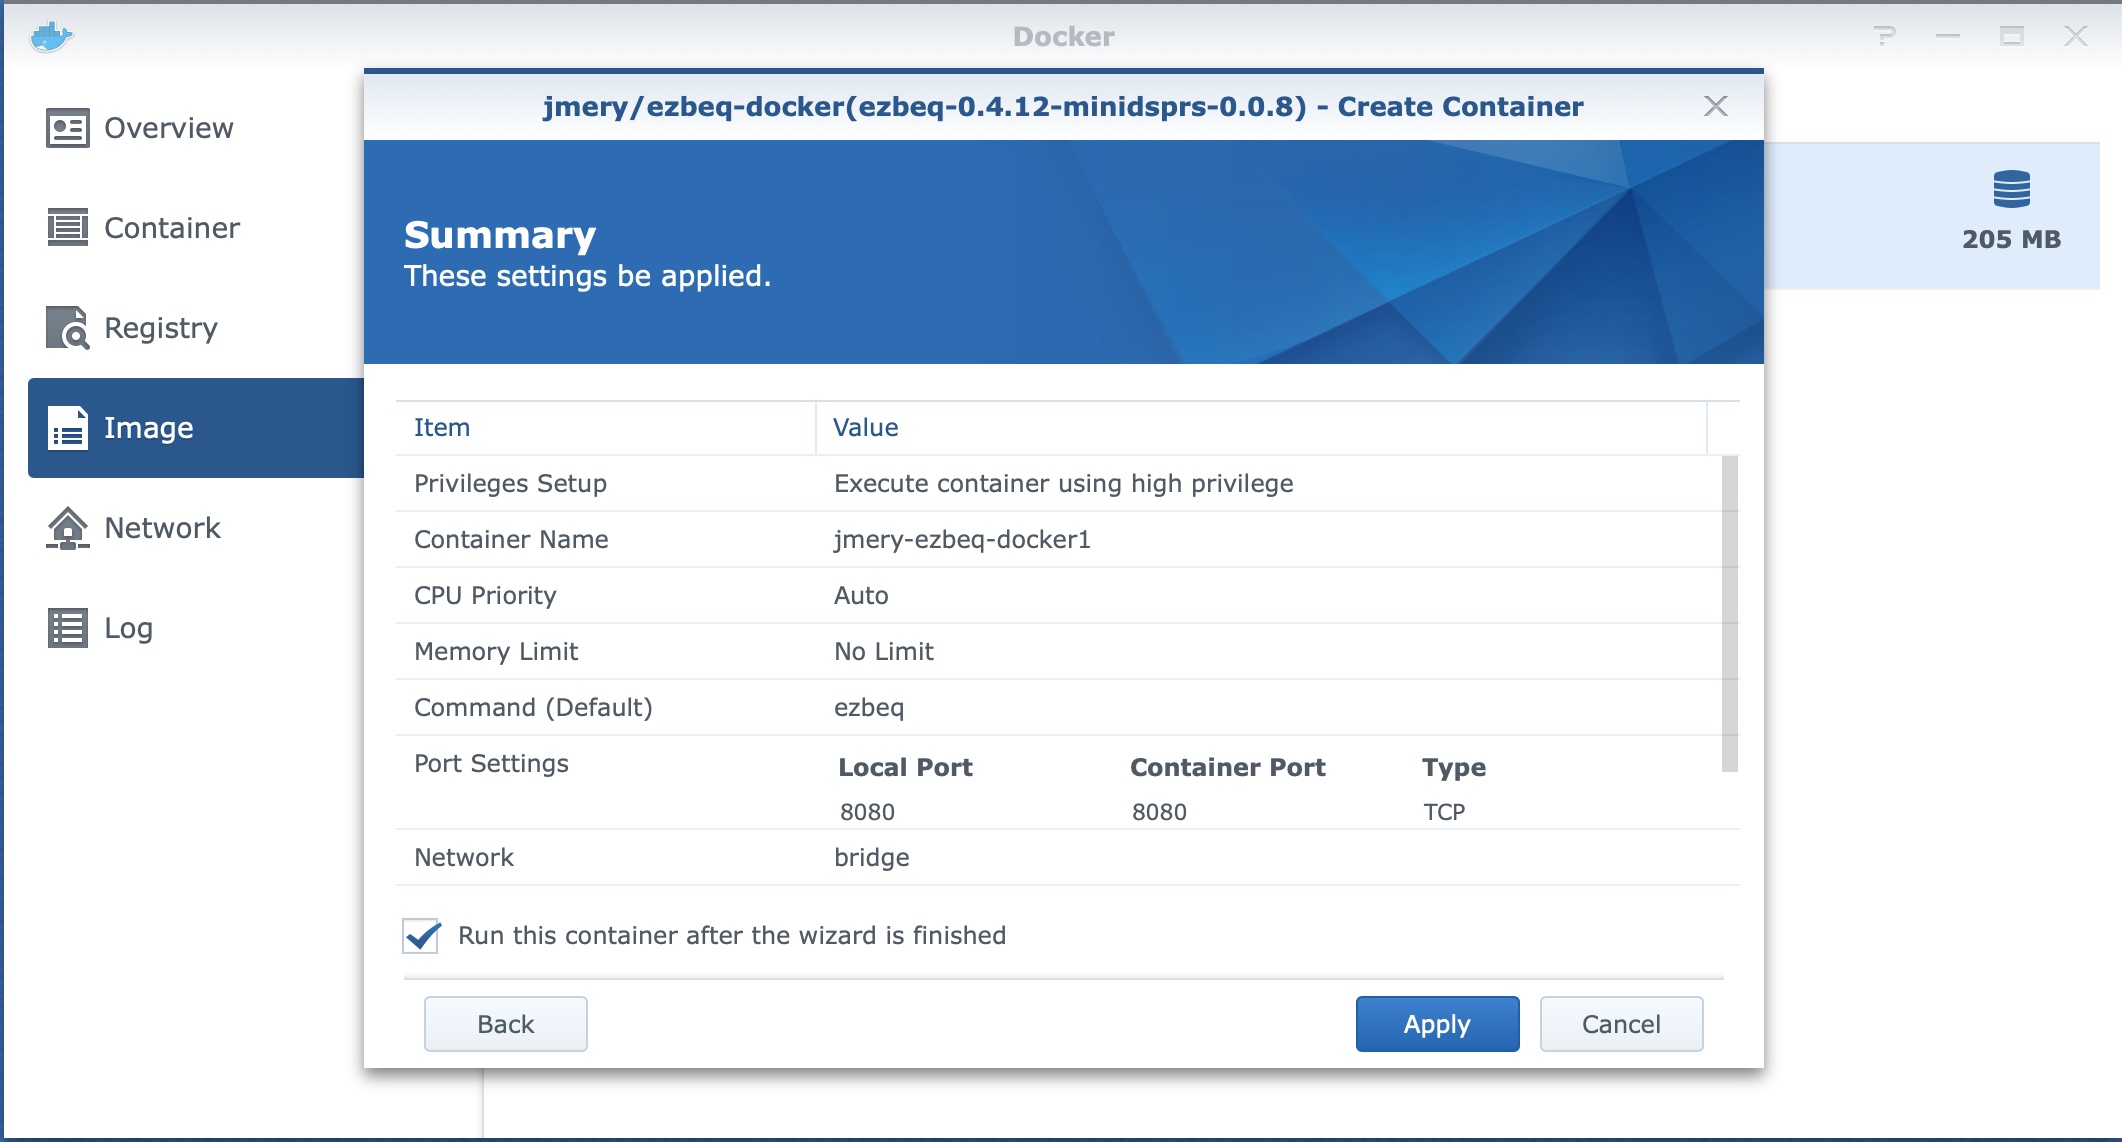 Docker
Overview
Container
Registry
Image
Network
Log
205 MB
jmery/ezbeq-docker(ezbeq-0.4.12-minidsprs-0.0.8) - Create Container
Summary
These settings be applied.
Item Value
Privileges Setup Execute container using high privilege
Container Name jmery-ezbeq-docker1
CPU Priority Auto
Memory Limit No Limit
Command (Default) ezbeq
Port Settings Local Port Container Port Type
8080 8080 TCP
Network bridge
Run this container after the wizard is finished
Back Apply Cancel